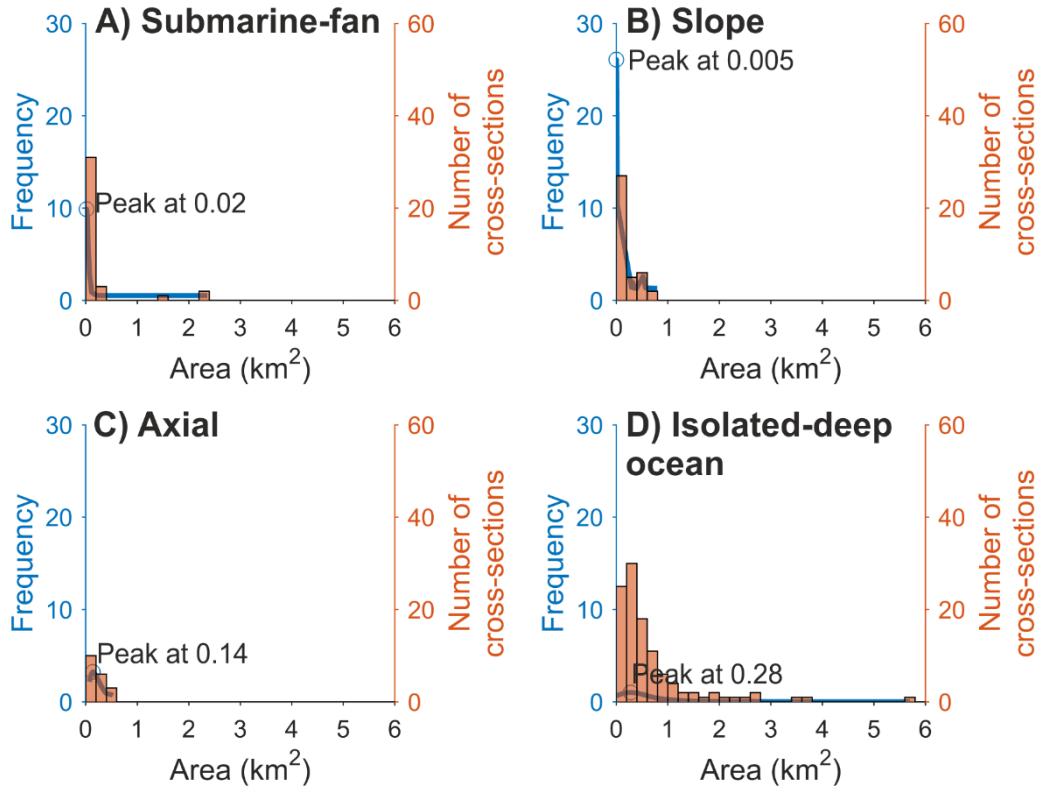 A) Submarine-fan
30
20
10
0
Frequency
60
40
20
0
Number of
cross-sections
Peak at 0.02
0 1 2 3 4 5 6
Area (km²)
B) Slope
30
20
10
0
Frequency
60
40
20
0
Number of
cross-sections
Peak at 0.005
0 1 2 3 4 5 6
Area (km²)
C) Axial
30
20
10
0
Frequency
60
40
20
0
Number of
cross-sections
Peak at 0.14
0 1 2 3 4 5 6
Area (km²)
D) Isolated-deep
ocean
30
20
10
0
Frequency
60
40
20
0
Number of
cross-sections
Peak at 0.28
0 1 2 3 4 5 6
Area (km²)